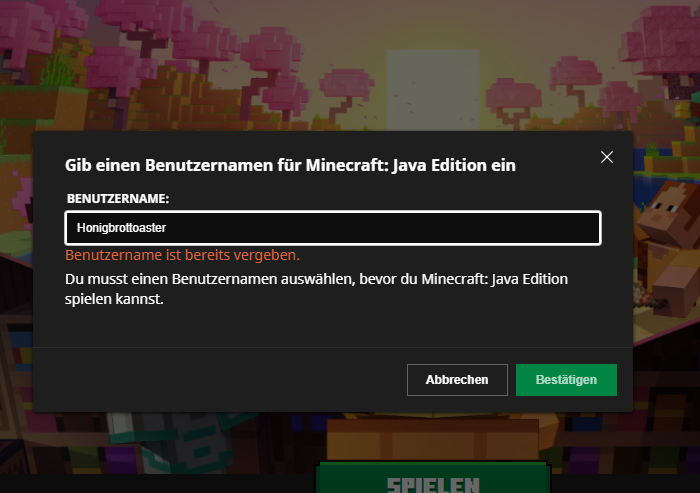 Gib einen Benutzernamen für Minecraft: Java Edition ein
BENUTZERNAME:
Honigbrottoaster
Benutzername ist bereits vergeben.
Du musst einen Benutzernamen auswählen, bevor du Minecraft: Java Edition
spielen kannst.
Abbrechen
Bestätigen
SPIELEN